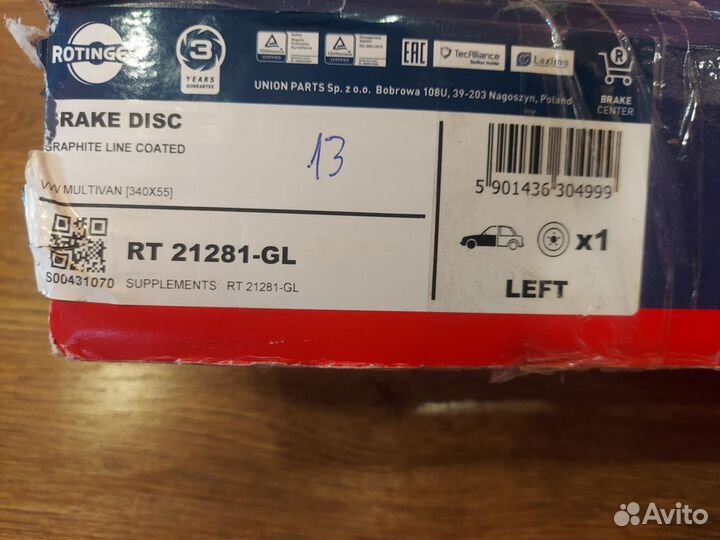 3
YEARS
GUARANTEE
EAC
TecAlliance
R
UNION PARTS Sp. z o.o. Bobrowa 108U, 39-203 Nagoszyn, Poland
BRAKE
CENTER
BRAKE DISC
GRAPHITE LINE COATED
13
VW MULTIVAN [340X55]
5 901436 304999
RT 21281-GL
x1
S00431070
SUPPLEMENTS: RT 21281-GL
LEFT
Avito